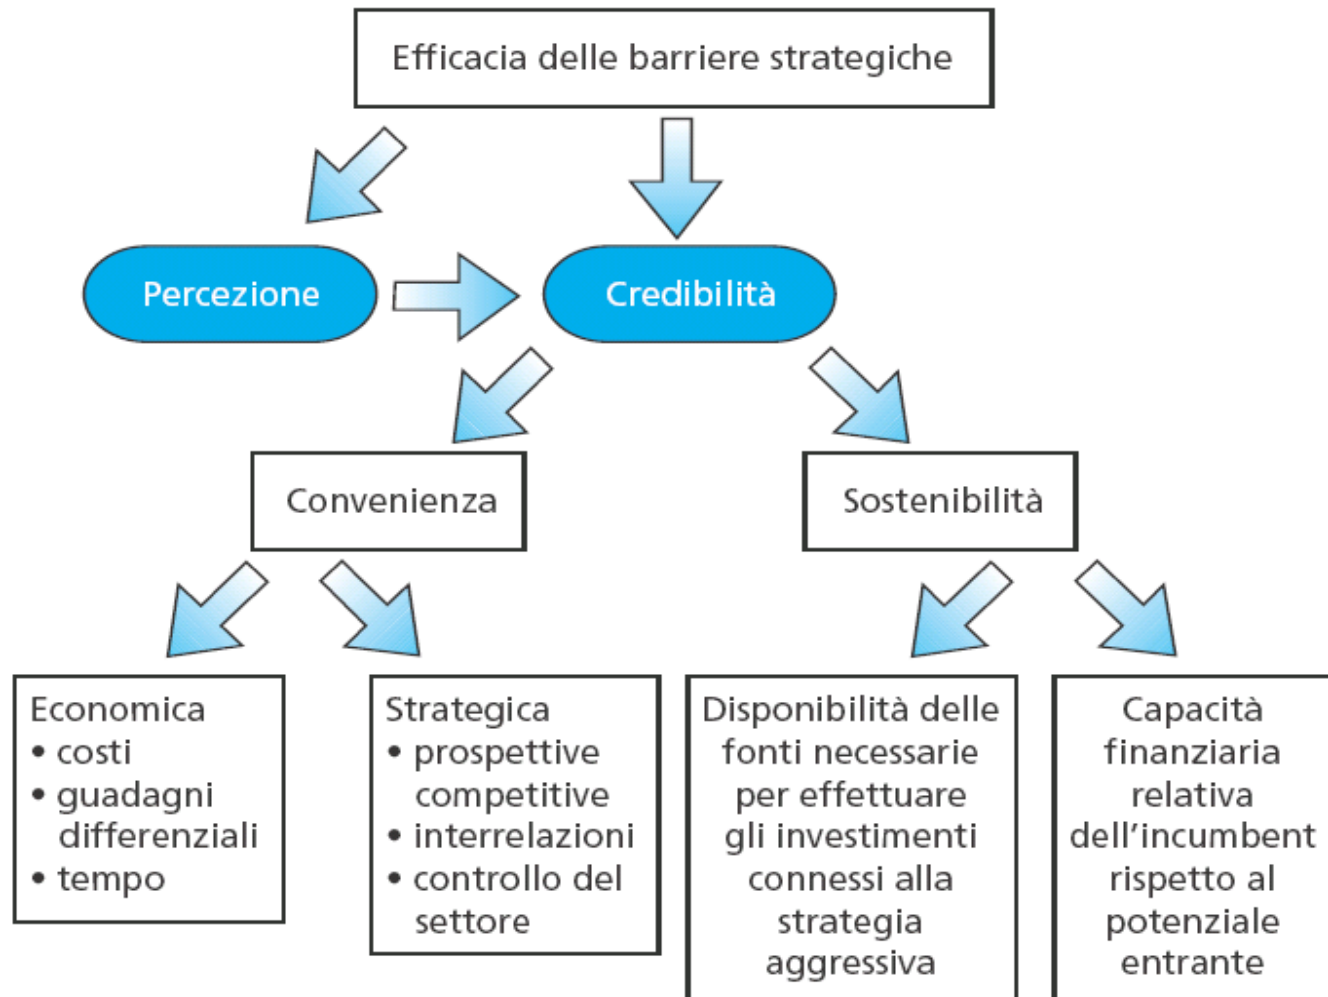 Efficacia delle barriere strategiche
Percezione
Credibilità
Convenienza
Sostenibilità
Economica
• costi
• guadagni
differenziali
• tempo
Strategica
• prospettive
competitive
• interrelazioni
• controllo del
settore
Disponibilità delle
fonti necessarie
per effettuare
gli investimenti
connessi alla
strategia
aggressiva
Capacità
finanziaria
relativa
dell'incumbent
rispetto al
potenziale
entrante